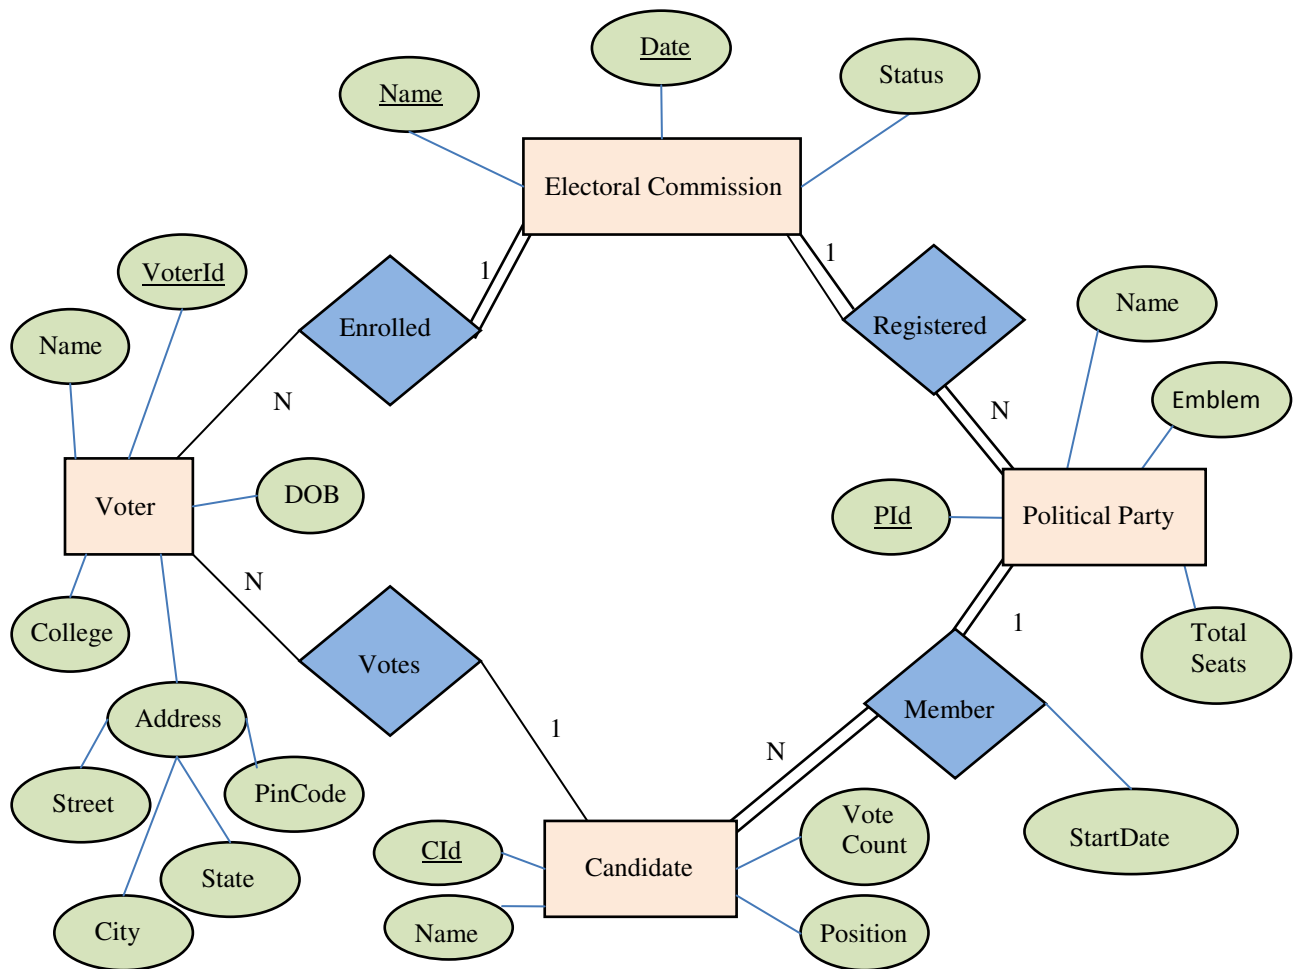 Date
Status
Name
Electoral Commission
1
1
VoterId
Name
Enrolled
Registered
Name
N
N
Emblem
Voter
DOB
PId
Political Party
N
College
1
Total
Seats
Votes
Address
Member
1
N
Street
PinCode
Vote
Count
StartDate
CId
Candidate
State
City
Name
Position